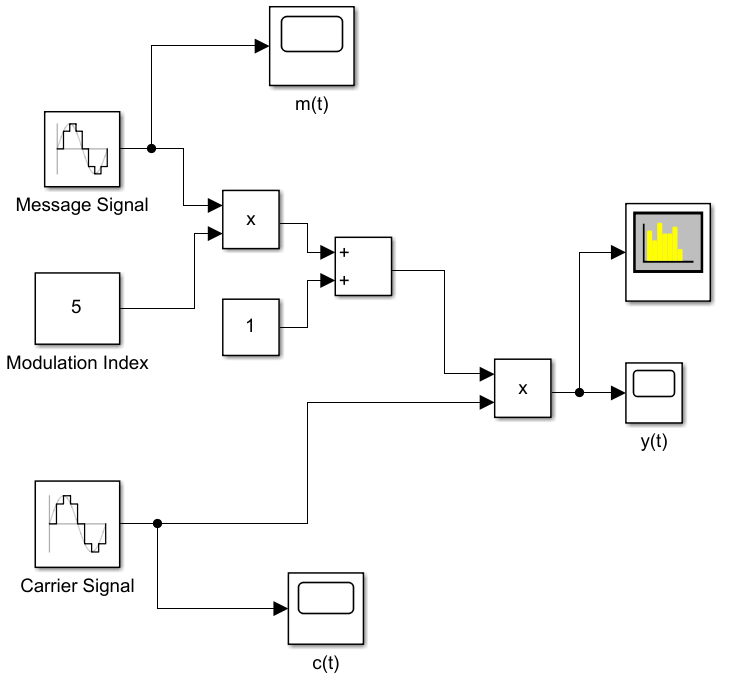 m(t)
Message Signal
x
+
+
5
1
Modulation Index
x
y(t)
Carrier Signal
c(t)